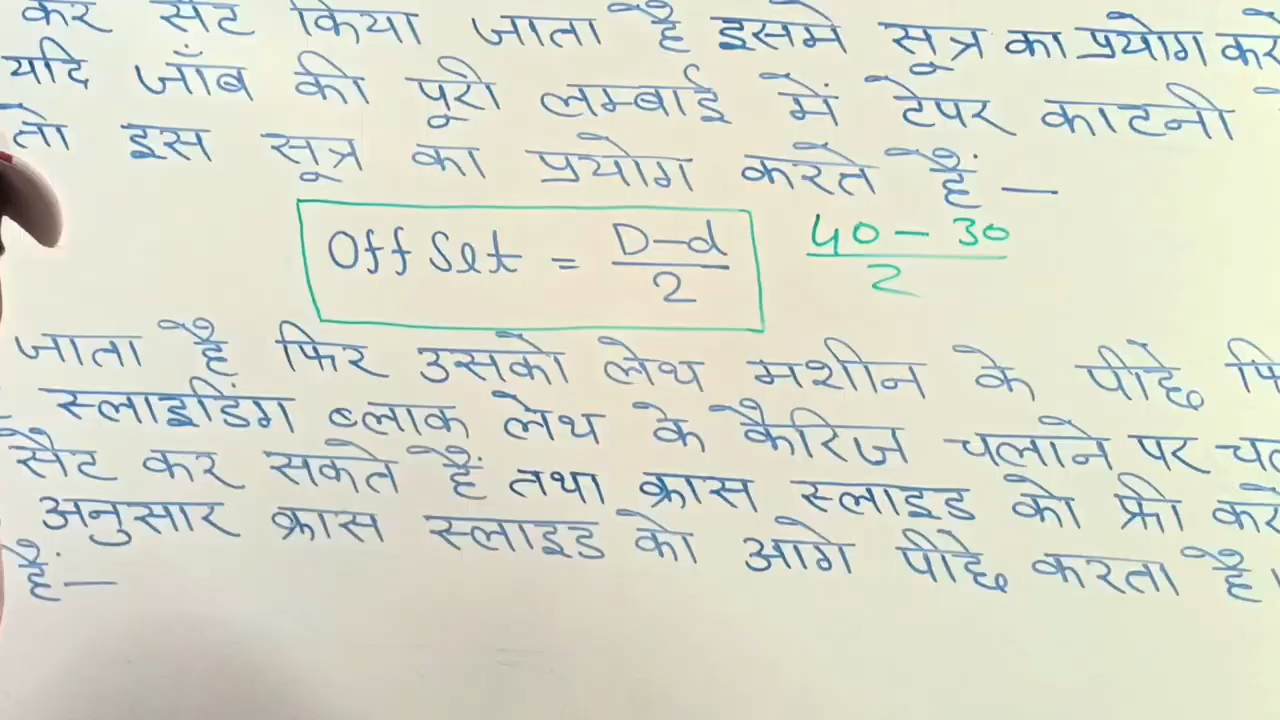 कर सैट किया जाता है इसमे सूत्र का प्रयोग करे
यदि जॉब की पूरी लम्बाई में टेपर काटनी
तो इस सूत्र का प्रयोग करते हैं —
Off Set = D-d/2 40-30/2
जाता है फिर उसको लेथ मशीन के पीछे फि
स्लाइडिंग ब्लाक लेथ के कैरिज चलाने पर चल
सैट कर सकते हैं तथा क्रास स्लाइड को फ्री करे
अनुसार क्रास स्लाइड को आगे पीछे करता है।
हैं—